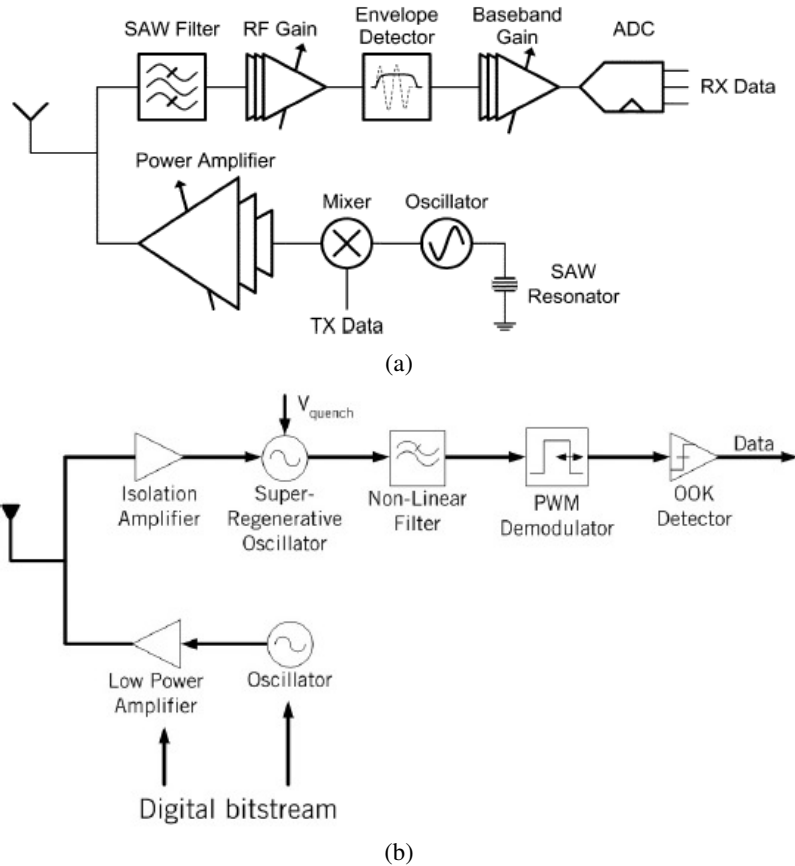 SAW Filter
RF Gain
Envelope
Detector
Baseband
Gain
ADC
RX Data
Power Amplifier
Mixer
Oscillator
SAW
Resonator
TX Data
(a)
Vquench
Isolation
Amplifier
Super-
Regenerative
Oscillator
Non-Linear
Filter
PWM
Demodulator
OOK
Detector
Data
Low Power
Amplifier
Oscillator
Digital bitstream
(b)